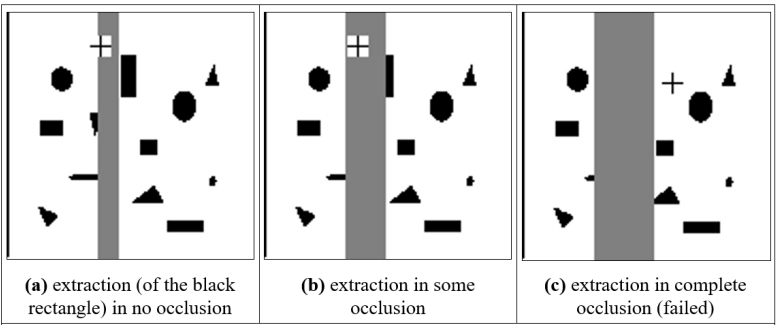 (a) extraction (of the black
rectangle) in no occlusion
(b) extraction in some
occlusion
(c) extraction in complete
occlusion (failed)